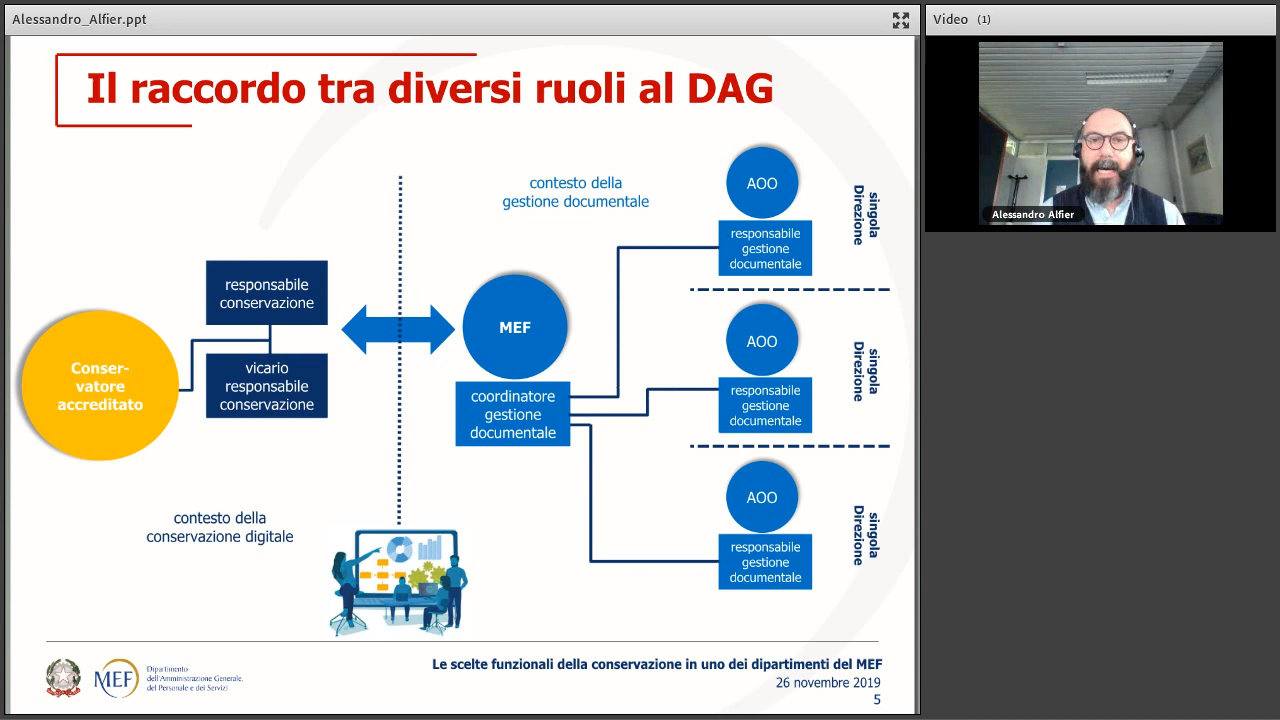 Alessandro_Alfier.ppt
Video (1)
Il raccordo tra diversi ruoli al DAG
contesto della
gestione documentale
AOO
responsabile
gestione
documentale
singola
Direzione
responsabile
conservazione
MEF
AOO
responsabile
gestione
documentale
singola
Direzione
Conser-
vatore
accreditato
vicario
responsabile
conservazione
coordinatore
gestione
documentale
AOO
responsabile
gestione
documentale
singola
Direzione
contesto della
conservazione digitale
MEF
Dipartimento
dell'Amministrazione Generale,
del Personale e dei Servizi
Le scelte funzionali della conservazione in uno dei dipartimenti del MEF
26 novembre 2019
5
Alessandro Alfier